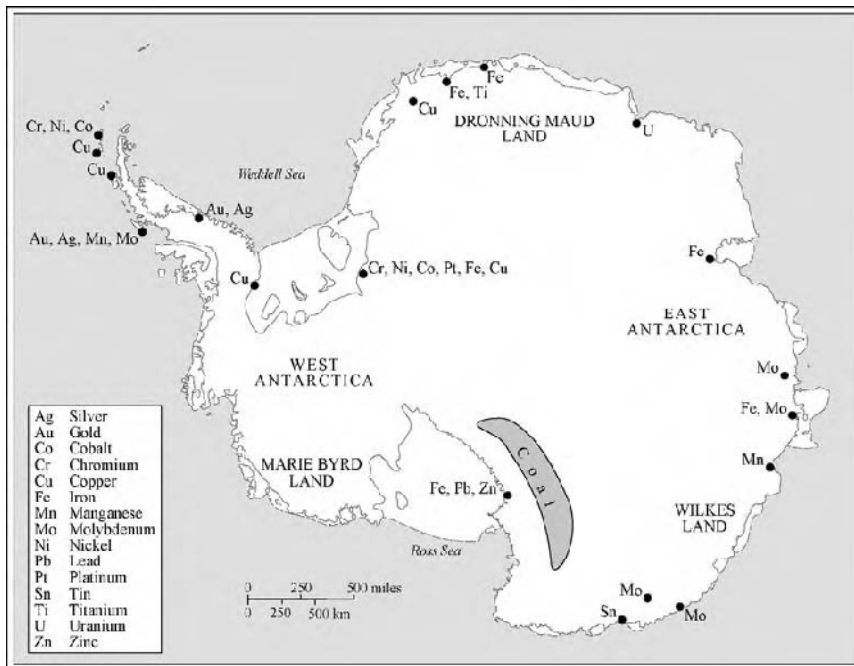 Fe
Fe, Ti
Cu
DRONNING MAUD
LAND
U
Cr, Ni, Co
Cu
Cu
Weddell Sea
Au, Ag
Au, Ag, Mn, Mo
Fe
Cu
Cr, Ni, Co, Pt, Fe, Cu
EAST
ANTARCTICA
WEST
ANTARCTICA
Mo
Fe, Mo
Coal
MARIE BYRD
LAND
Fe, Pb, Zn
Mn
WILKES
LAND
Ross Sea
0 250 500 miles
0 250 500 km
Mo
Sn
Mo
Ag Silver
Au Gold
Co Cobalt
Cr Chromium
Cu Copper
Fe Iron
Mn Manganese
Mo Molybdenum
Ni Nickel
Pb Lead
Pt Platinum
Sn Tin
Ti Titanium
U Uranium
Zn Zinc